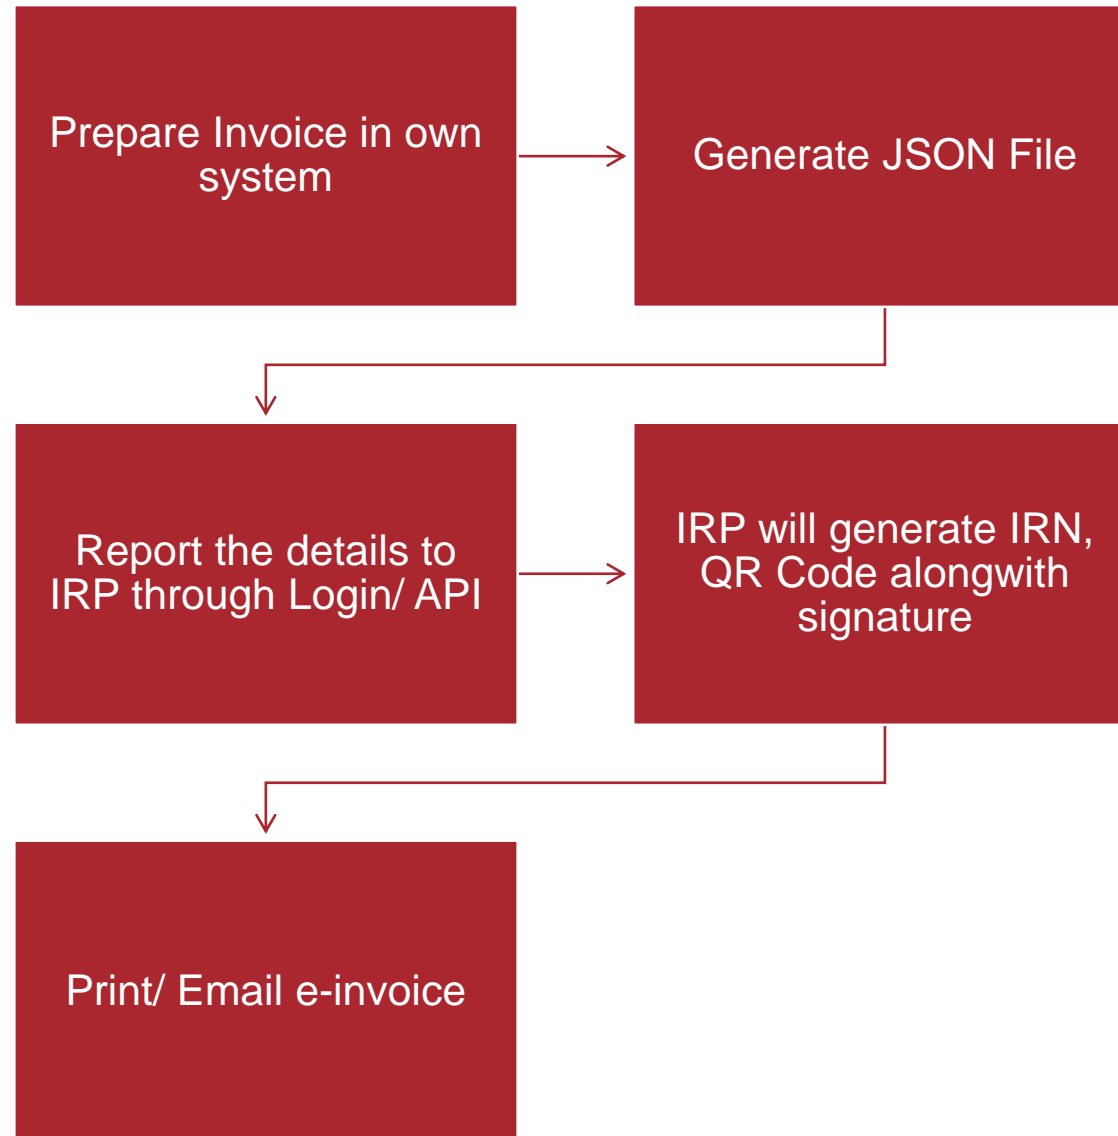 Prepare Invoice in own
system
Generate JSON File
Report the details to
IRP through Login/ API
IRP will generate IRN,
QR Code alongwith
signature
Print/ Email e-invoice